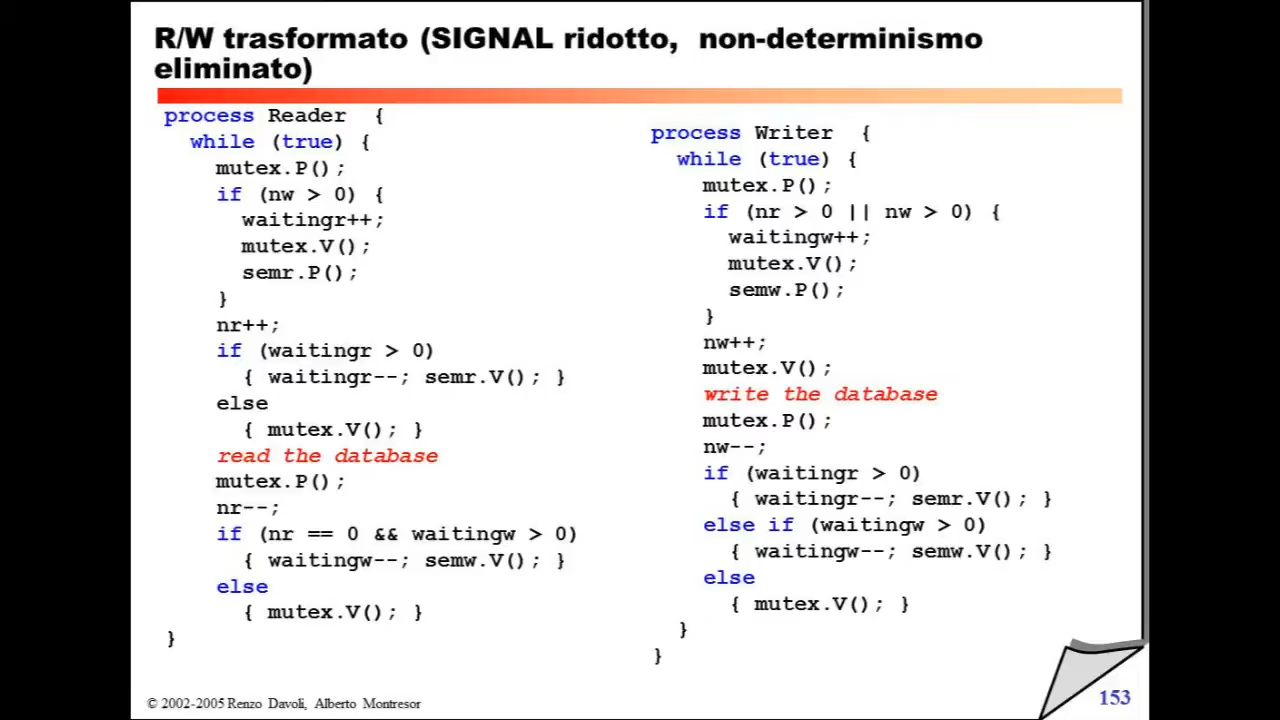 R/W trasformato (SIGNAL ridotto, non-determinismo
eliminato)
process Reader {
while (true) {
mutex.P();
if (nw > 0) {
waitingr++;
mutex.V();
semr.P();
}
nr++;
if (waitingr > 0)
{ waitingr--; semr.V(); }
else
{ mutex.V(); }
read the database
mutex.P();
nr--;
if (nr == 0 && waitingw > 0)
{ waitingw--; semw.V(); }
else
{ mutex.V(); }
}
process Writer {
while (true) {
mutex.P();
if (nr > 0 || nw > 0) {
waitingw++;
mutex.V();
semw.P();
}
nw++;
mutex.V();
write the database
mutex.P();
nw--;
if (waitingr > 0)
{ waitingr--; semr.V(); }
else if (waitingw > 0)
{ waitingw--; semw.V(); }
else
{ mutex.V(); }
}
}
© 2002-2005 Renzo Davoli, Alberto Montresor
153